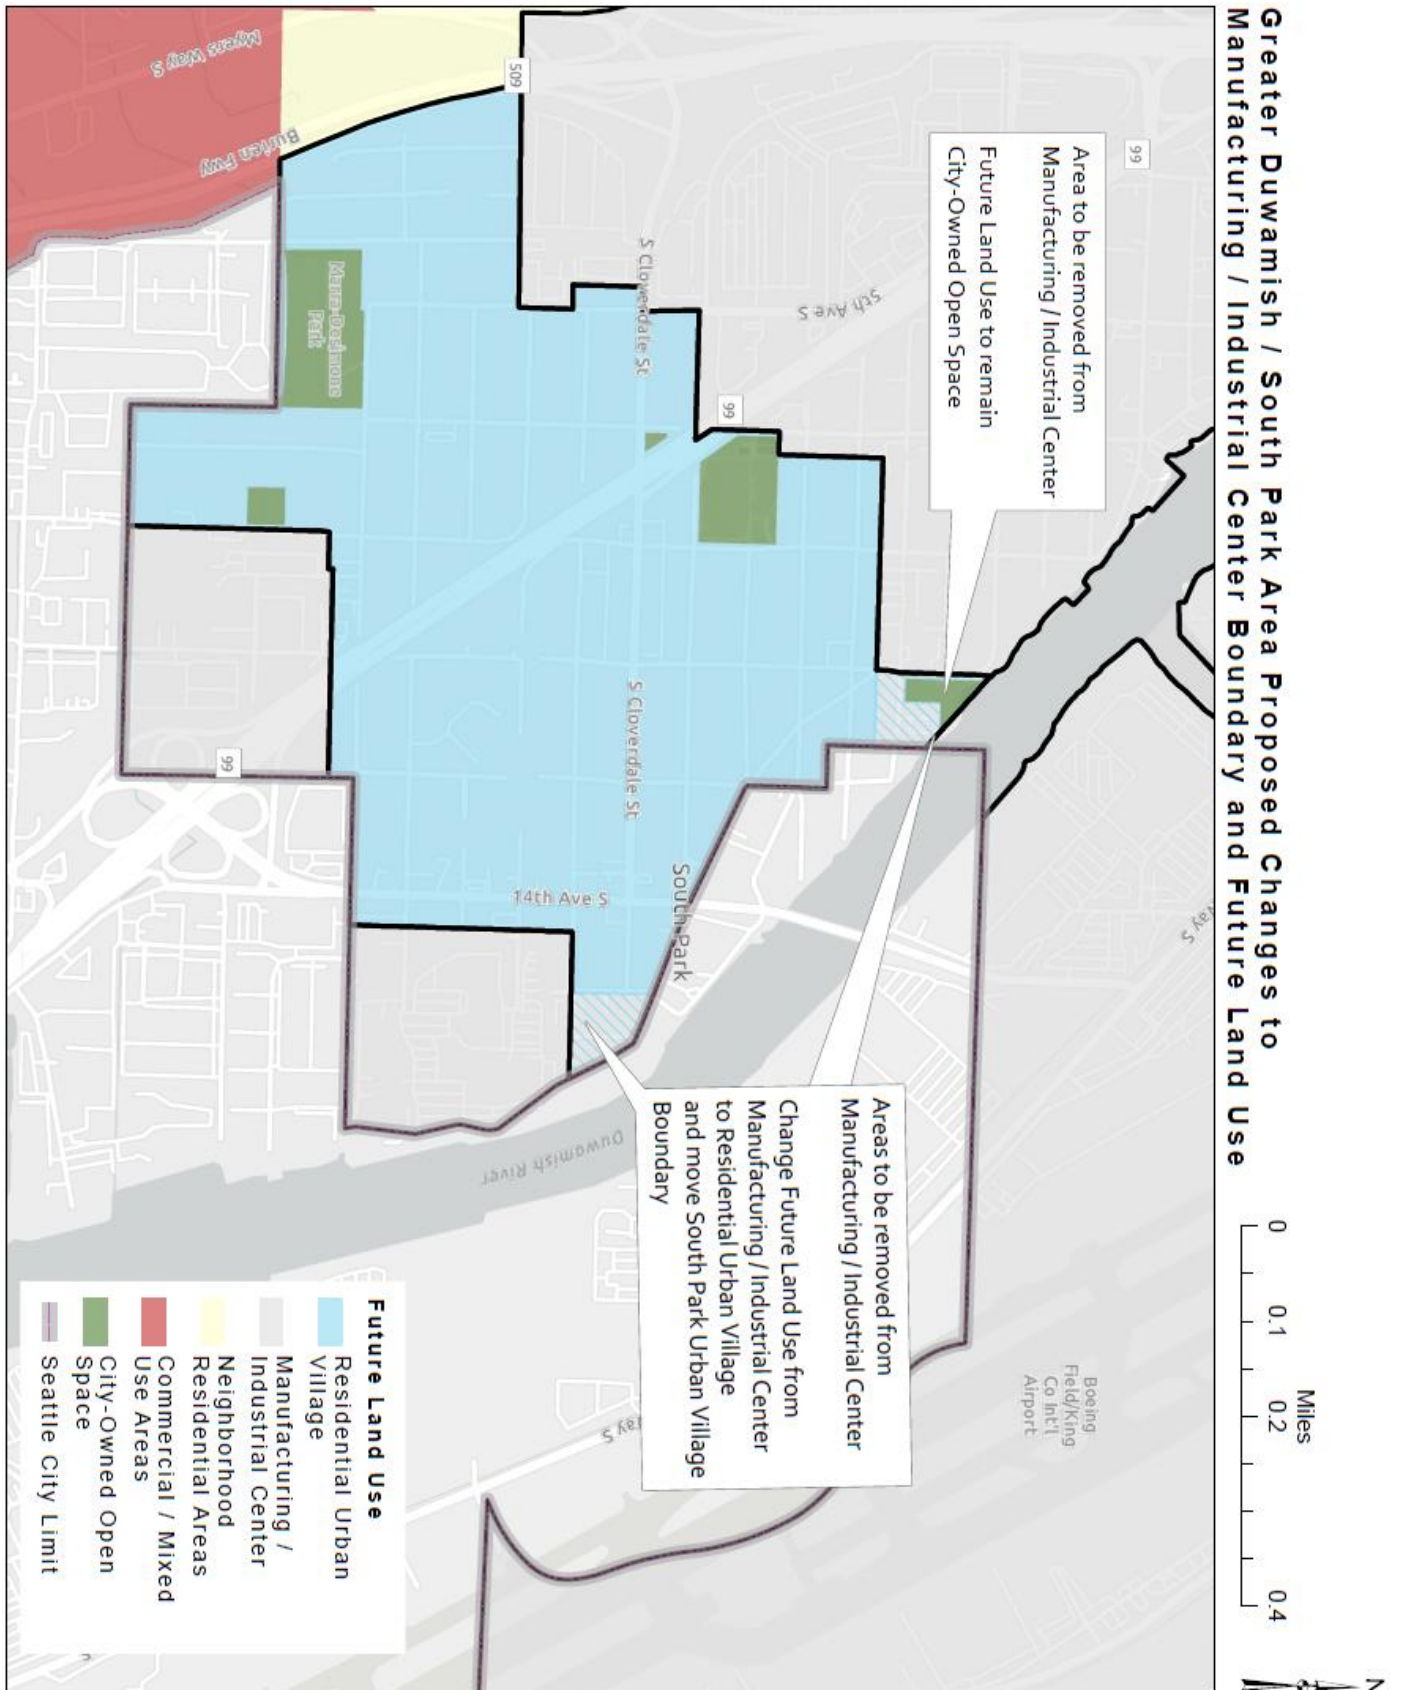 Greater Duwamish / South Park Area Proposed Changes to
Manufacturing / Industrial Center Boundary and Future Land Use
0
0.1
0.2
0.4
Miles
N
99
Area to be removed from
Manufacturing / Industrial Center
Future Land Use to remain
City-Owned Open Space
5th Ave S
99
509
Myers Way S
Burien Fwy
S Cloverdale St
Marra-Desimone
Park
S Cloverdale St
99
14th Ave S
South Park
Way S
Duwamish River
Areas to be removed from
Manufacturing / Industrial Center
Change Future Land Use from
Manufacturing / Industrial Center
to Residential Urban Village
and move South Park Urban Village
Boundary
Boeing
Field/King
Co Int'l
Airport
ay S
Future Land Use
Residential Urban
Village
Manufacturing /
Industrial Center
Neighborhood
Residential Areas
Commercial / Mixed
Use Areas
City-Owned Open
Space
Seattle City Limit